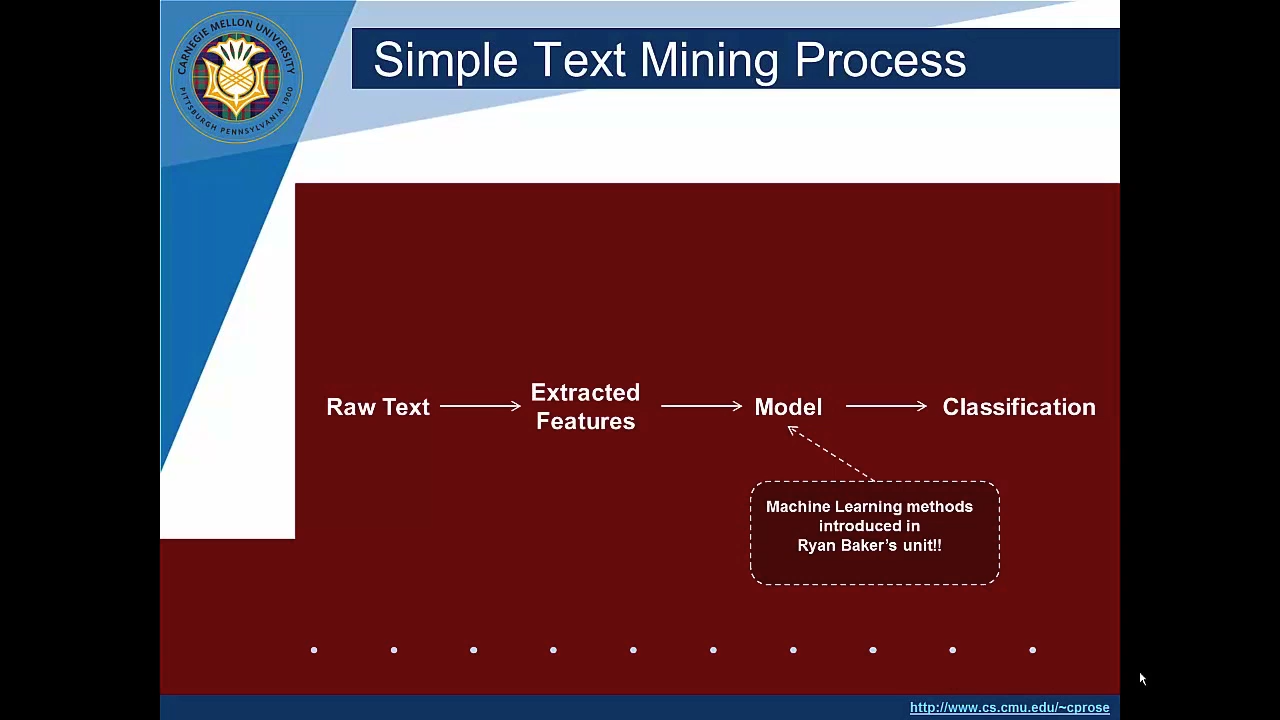 CARNEGIE MELLON UNIVERSITY
PITTSBURGH PENNSYLVANIA 1900
Simple Text Mining Process
Raw Text
Extracted
Features
Model
Classification
Machine Learning methods
introduced in
Ryan Baker's unit!!
http://www.cs.cmu.edu/~cprose